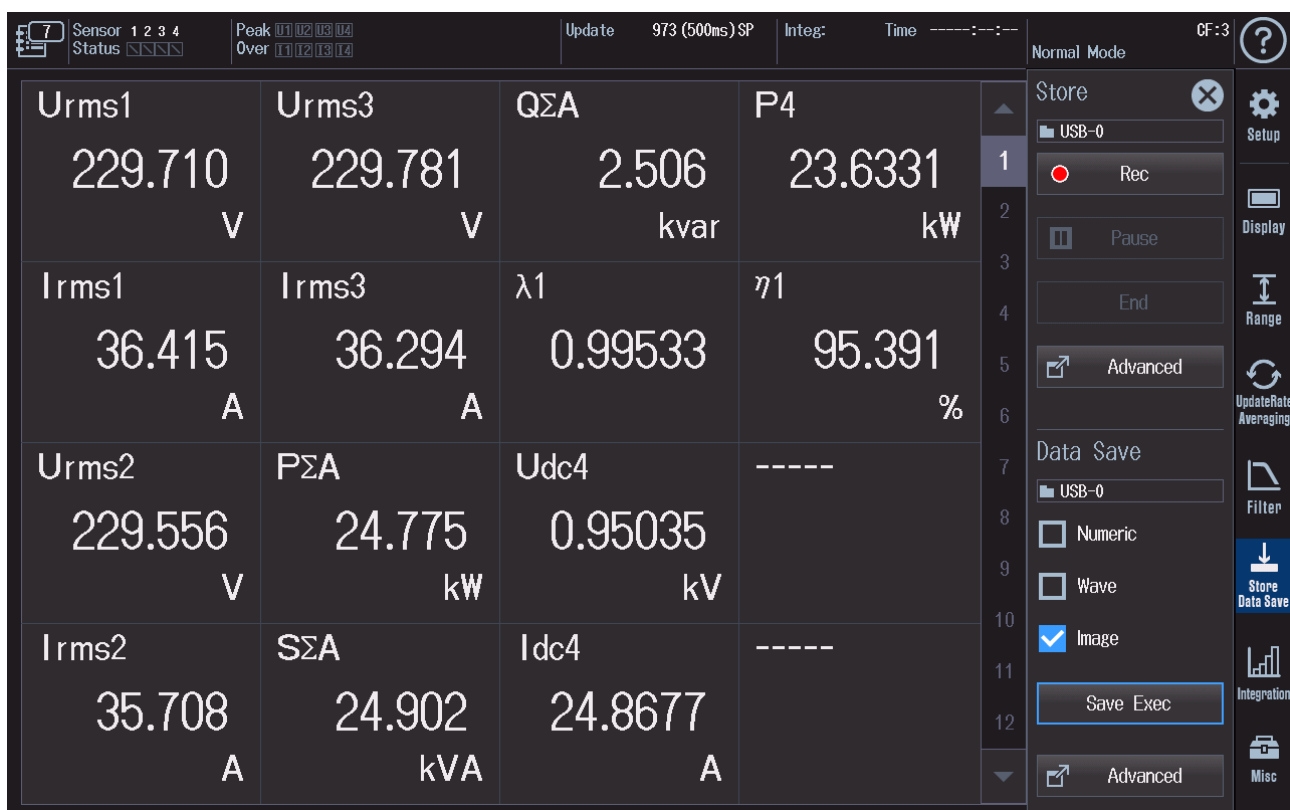 7 Sensor 1 2 3 4 Peak U1 U2 U3 U4 Update 973 (500ms) SP Integ: Time -----:--:-- CF:3
Status Over I1 I2 I3 I4 Normal Mode ?
Urms1 Urms3 QΣA P4
229.710 229.781 2.506 23.6331
V V kvar kW
Irms1 Irms3 λ1 η1
36.415 36.294 0.99533 95.391
A A %
Urms2 PΣA Udc4 -----
229.556 24.775 0.95035
V kW kV
Irms2 SΣA Idc4 -----
35.708 24.902 24.8677
A kVA A
1
2
3
4
5
6
7
8
9
10
11
12
Store
USB-0
Rec
Pause
End
Advanced
Data Save
USB-0
Numeric
Wave
Image
Save Exec
Advanced
Setup
Display
Range
UpdateRate
Averaging
Filter
Store
Data Save
Integration
Misc